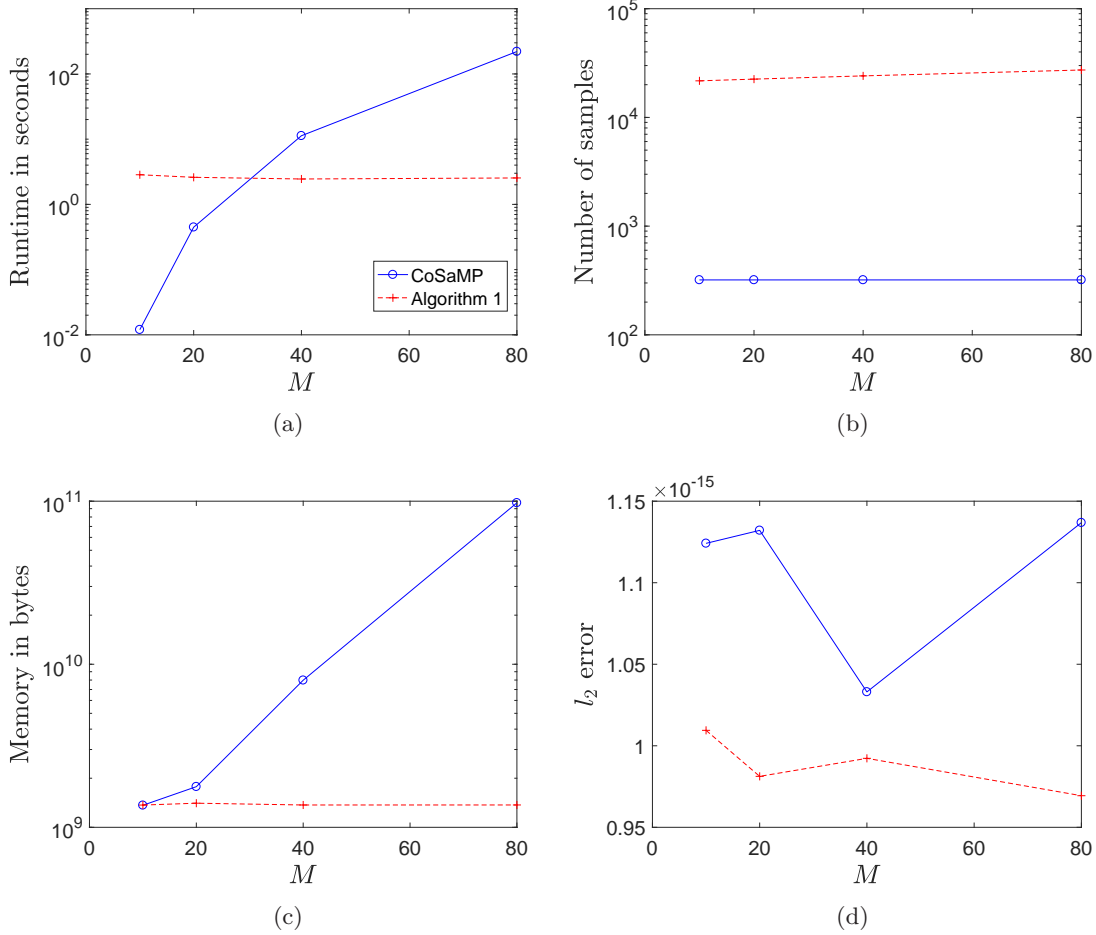 10^2
10^0
10^-2
Runtime in seconds
0 20 40 60 80
M
CoSaMP
Algorithm 1
(a)
10^5
10^4
10^3
10^2
Number of samples
0 20 40 60 80
M
(b)
10^11
10^10
10^9
Memory in bytes
0 20 40 60 80
M
(c)
×10^-15
1.15
1.1
1.05
1
0.95
l_2 error
0 20 40 60 80
M
(d)